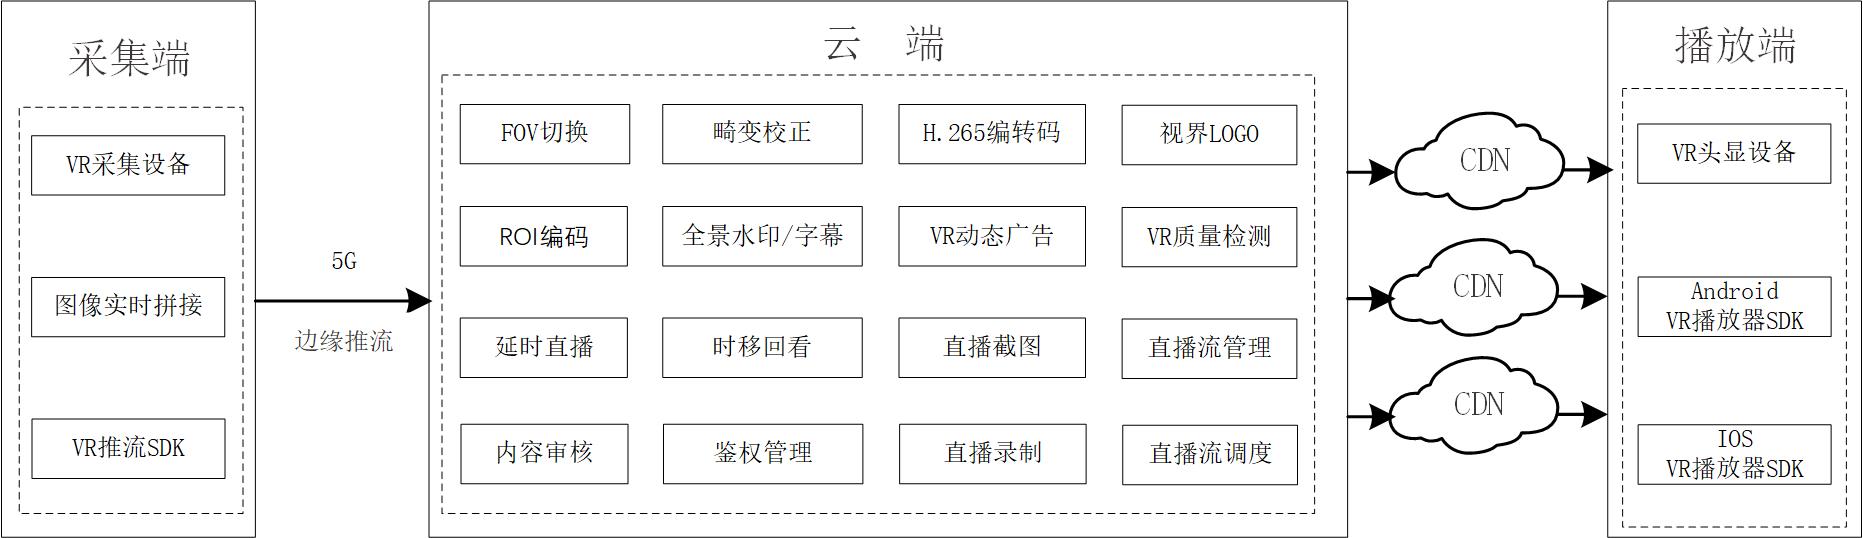 采集端
VR采集设备
图像实时拼接
VR推流SDK
5G
边缘推流
云 端
FOV切换
畸变校正
H.265编转码
视界LOGO
ROI编码
全景水印/字幕
VR动态广告
VR质量检测
延时直播
时移回看
直播截图
直播流管理
内容审核
鉴权管理
直播录制
直播流调度
CDN
CDN
CDN
播放端
VR头显设备
Android
VR播放器SDK
IOS
VR播放器SDK